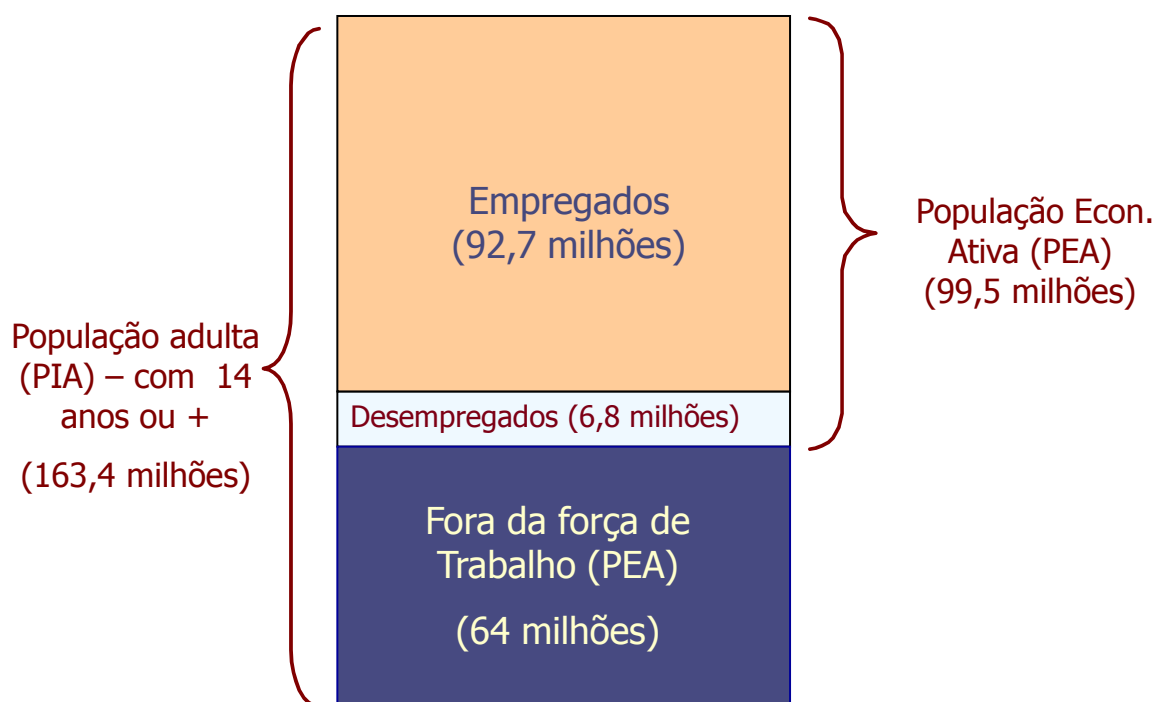 Empregados
(92,7 milhões)
População Econ.
Ativa (PEA)
(99,5 milhões)
População adulta
(PIA) – com 14
anos ou +
(163,4 milhões)
Desempregados (6,8 milhões)
Fora da força de
Trabalho (PEA)
(64 milhões)